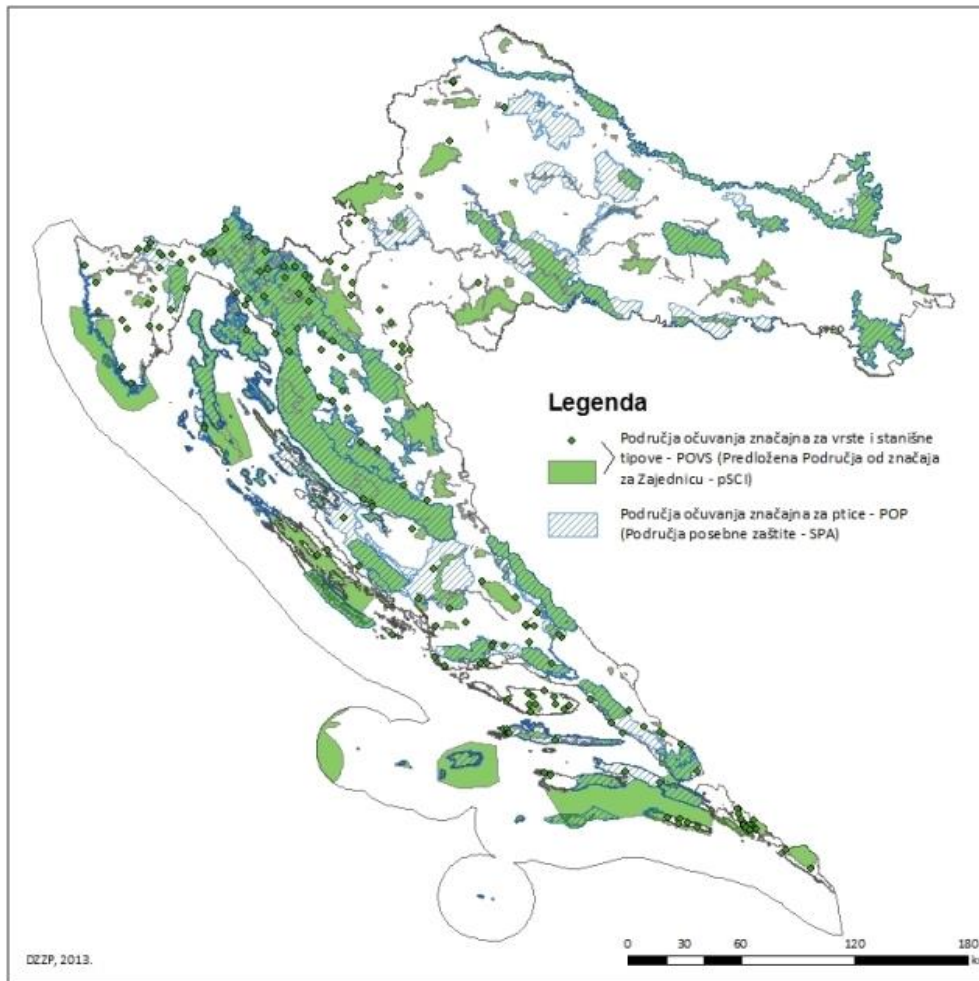 Legenda
Područja očuvanja značajna za vrste i stanišne
tipove - POVS (Predložena Područja od značaja
za Zajednicu - pSCI)
Područja očuvanja značajna za ptice - POP
(Područja posebne zaštite - SPA)
DZZP, 2013.
0 30 60 120 180